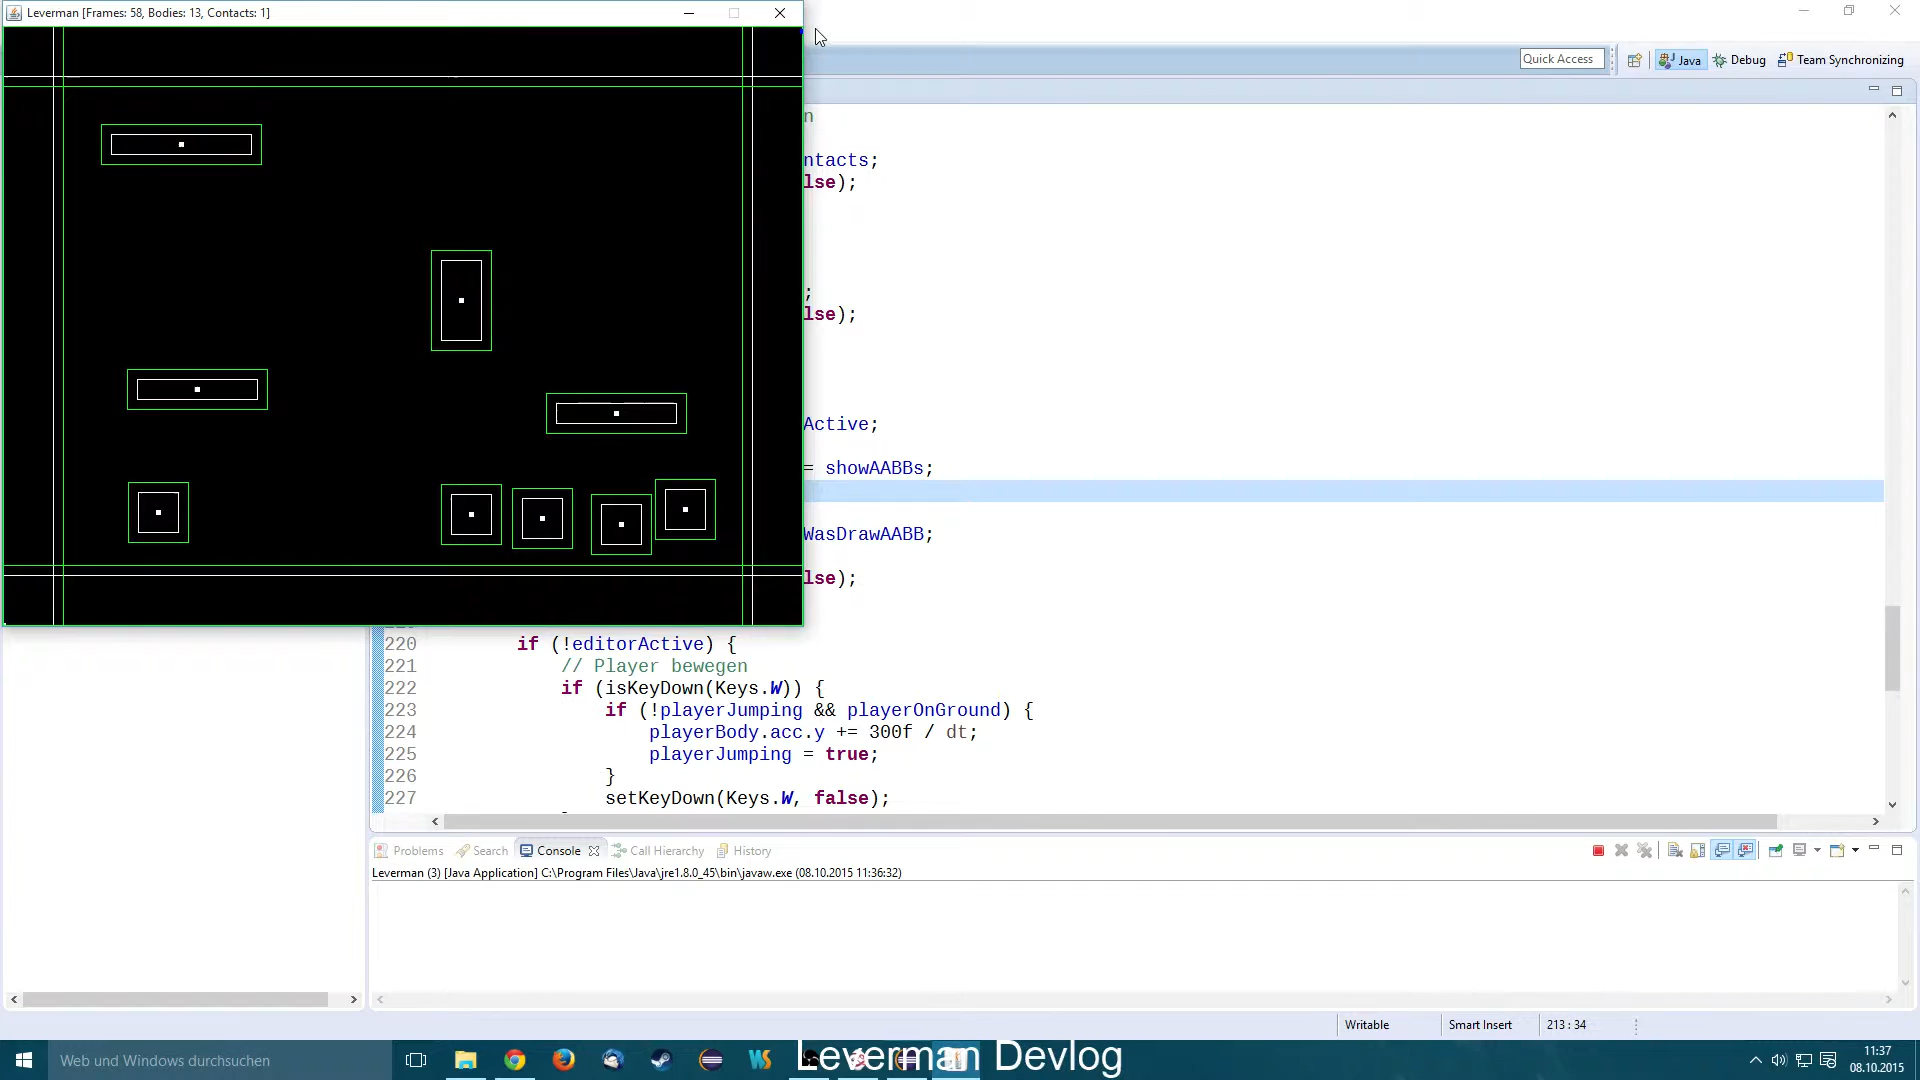 Leverman [Frames: 58, Bodies: 13, Contacts: 1]
Quick Access
Java
Debug
Team Synchronizing
n
ntacts;
lse);
;
lse);
Active;
= showAABBs;
WasDrawAABB;
lse);
220 if (!editorActive) {
221 // Player bewegen
222 if (isKeyDown(Keys.W)) {
223 if (!playerJumping && playerOnGround) {
224 playerBody.acc.y += 300f / dt;
225 playerJumping = true;
226 }
227 setKeyDown(Keys.W, false);
Problems
Search
Console
Call Hierarchy
History
Leverman (3) [Java Application] C:\Program Files\Java\jre1.8.0_45\bin\javaw.exe (08.10.2015 11:36:32)
Writable
Smart Insert
213 : 34
Web und Windows durchsuchen
Leverman Devlog
11:37
08.10.2015